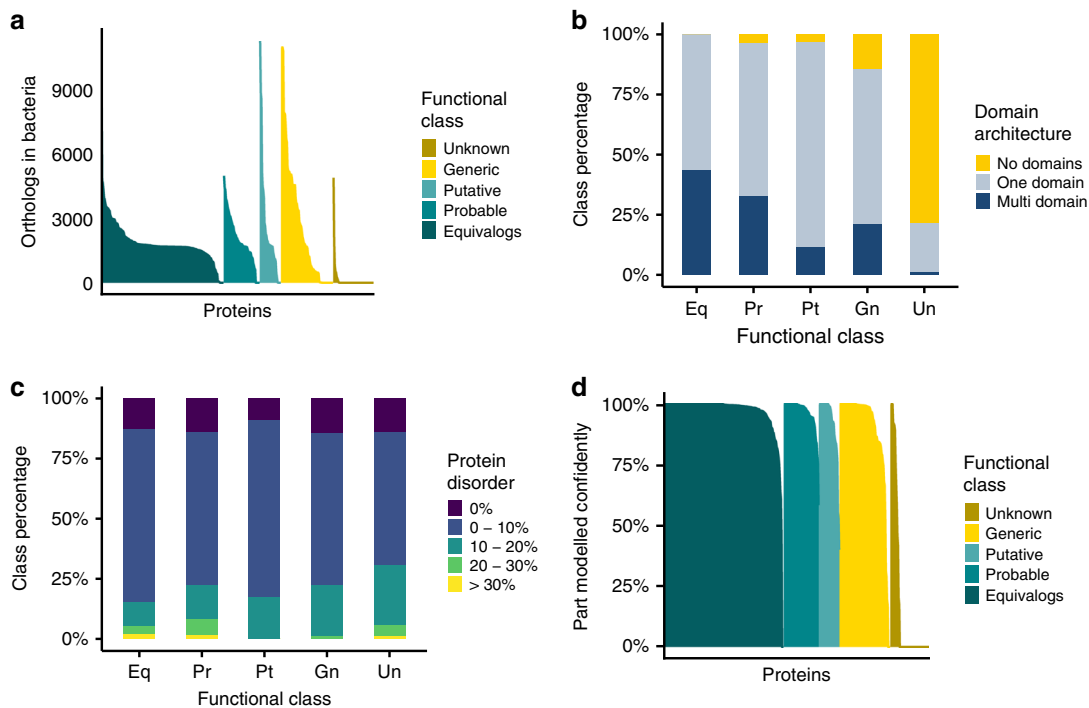 a
Orthologs in bacteria
9000
6000
3000
0
Proteins
Functional
class
Unknown
Generic
Putative
Probable
Equivalogs
b
Class percentage
100%
75%
50%
25%
0%
Eq Pr Pt Gn Un
Functional class
Domain
architecture
No domains
One domain
Multi domain
c
Class percentage
100%
75%
50%
25%
0%
Eq Pr Pt Gn Un
Functional class
Protein
disorder
0%
0 – 10%
10 – 20%
20 – 30%
> 30%
d
Part modelled confidently
100%
75%
50%
25%
0%
Proteins
Functional
class
Unknown
Generic
Putative
Probable
Equivalogs